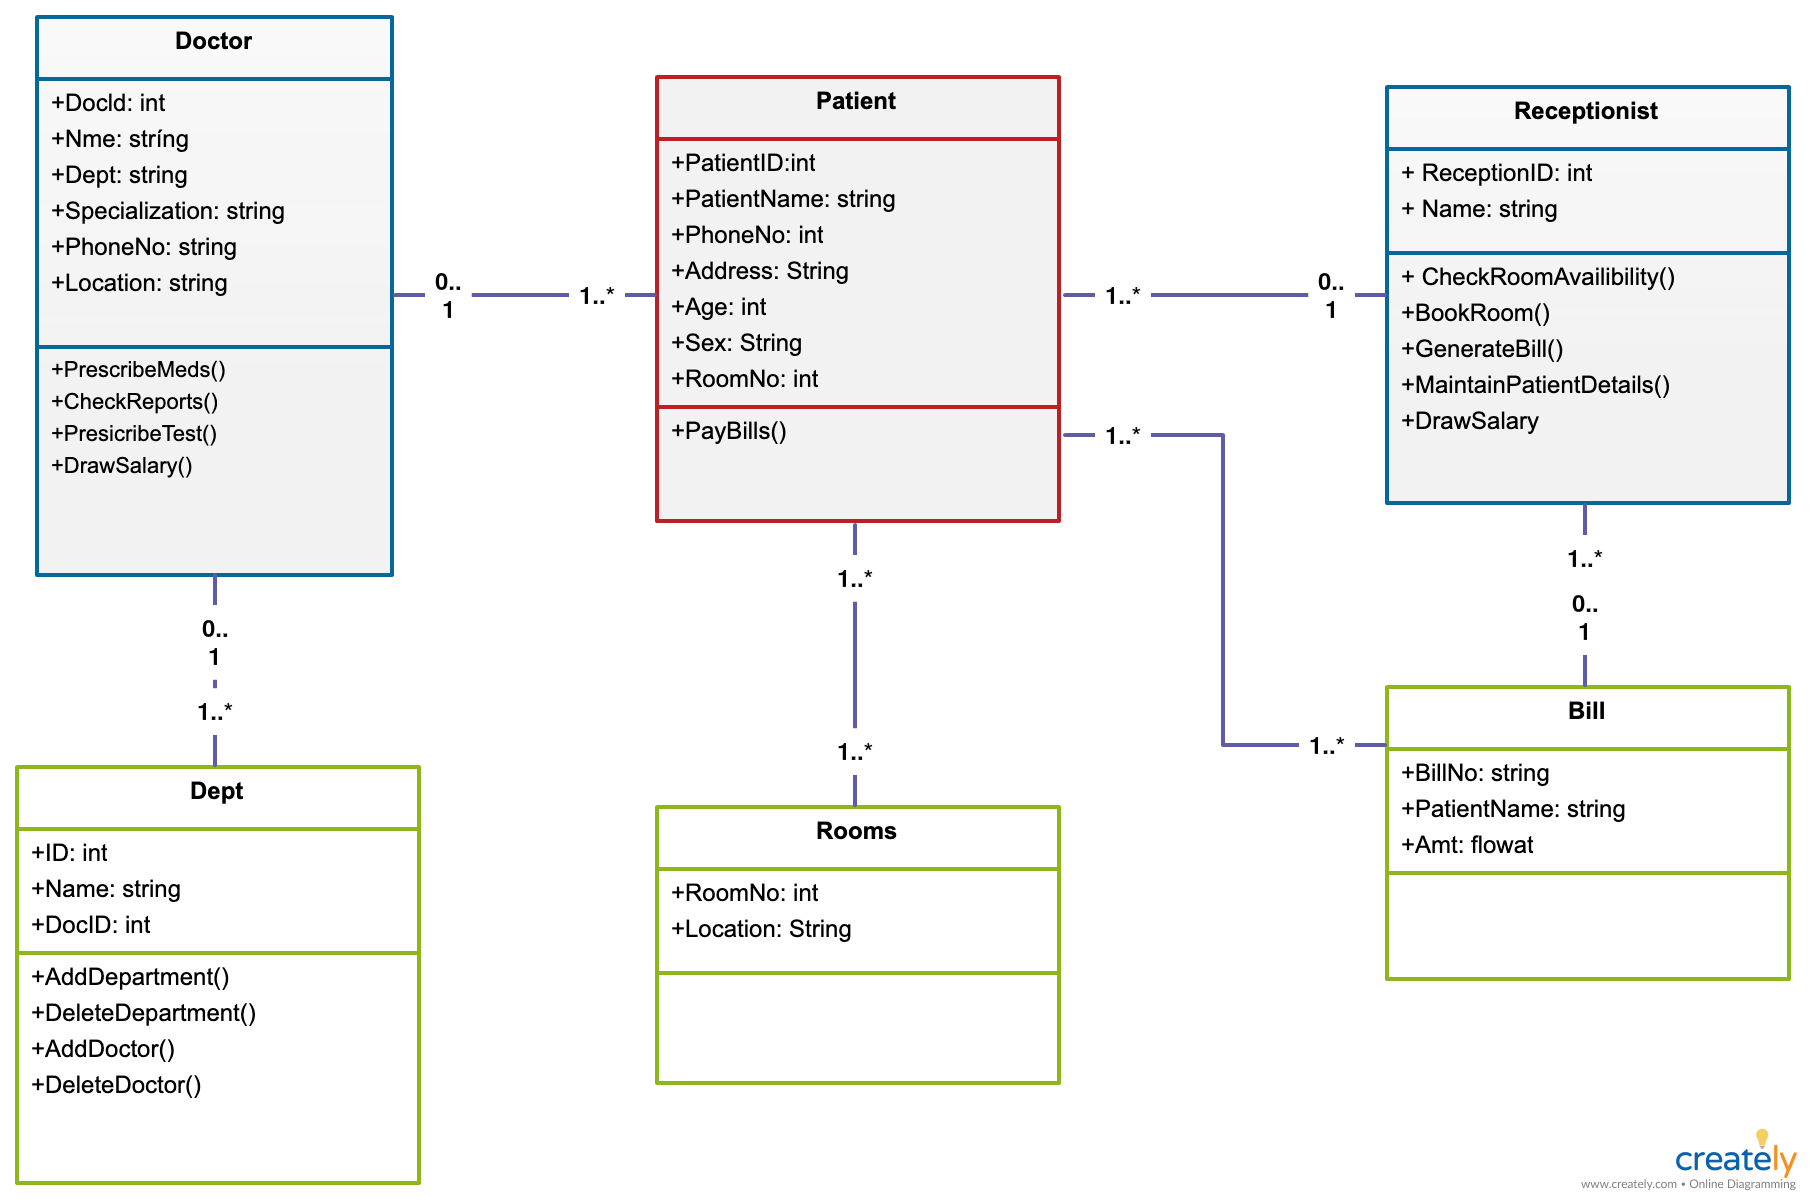 Doctor
+DocId: int
+Nme: stríng
+Dept: string
+Specialization: string
+PhoneNo: string
+Location: string
+PrescribeMeds()
+CheckReports()
+PresicribeTest()
+DrawSalary()
0..
1
1..*
Patient
+PatientID:int
+PatientName: string
+PhoneNo: int
+Address: String
+Age: int
+Sex: String
+RoomNo: int
+PayBills()
1..*
0..
1
Receptionist
+ ReceptionID: int
+ Name: string
+ CheckRoomAvailibility()
+BookRoom()
+GenerateBill()
+MaintainPatientDetails()
+DrawSalary
1..*
1..*
0..
1
1..*
0..
1
1..*
Dept
+ID: int
+Name: string
+DocID: int
+AddDepartment()
+DeleteDepartment()
+AddDoctor()
+DeleteDoctor()
1..*
1..*
Rooms
+RoomNo: int
+Location: String
Bill
+BillNo: string
+PatientName: string
+Amt: flowat
creately
www.creately.com • Online Diagramming